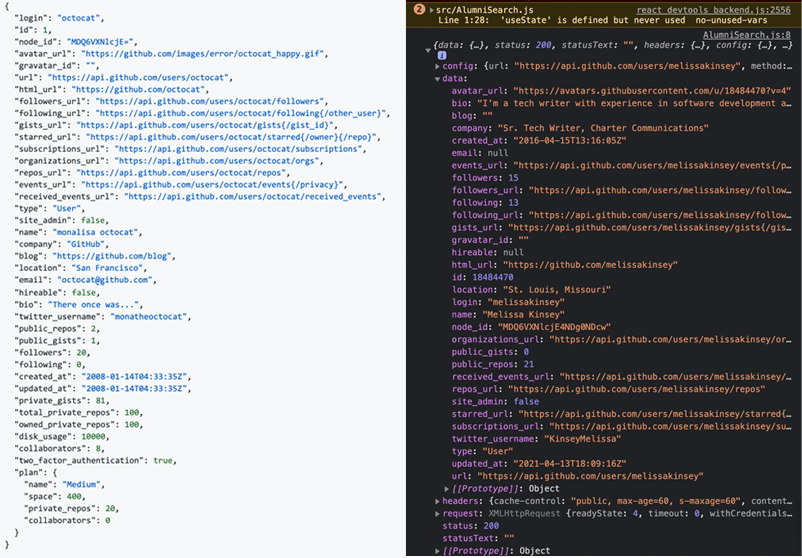 {
"login": "octocat",
"id": 1,
"node_id": "MDQ6VXNlcjE=",
"avatar_url": "https://github.com/images/error/octocat_happy.gif",
"gravatar_id": "",
"url": "https://api.github.com/users/octocat",
"html_url": "https://github.com/octocat",
"followers_url": "https://api.github.com/users/octocat/followers",
"following_url": "https://api.github.com/users/octocat/following{/other_user}",
"gists_url": "https://api.github.com/users/octocat/gists{/gist_id}",
"starred_url": "https://api.github.com/users/octocat/starred{/owner}{/repo}",
"subscriptions_url": "https://api.github.com/users/octocat/subscriptions",
"organizations_url": "https://api.github.com/users/octocat/orgs",
"repos_url": "https://api.github.com/users/octocat/repos",
"events_url": "https://api.github.com/users/octocat/events{/privacy}",
"received_events_url": "https://api.github.com/users/octocat/received_events",
"type": "User",
"site_admin": false,
"name": "monalisa octocat",
"company": "GitHub",
"blog": "https://github.com/blog",
"location": "San Francisco",
"email": "octocat@github.com",
"hireable": false,
"bio": "There once was...",
"twitter_username": "monatheoctocat",
"public_repos": 2,
"public_gists": 1,
"followers": 20,
"following": 0,
"created_at": "2008-01-14T04:33:35Z",
"updated_at": "2008-01-14T04:33:35Z",
"private_gists": 81,
"total_private_repos": 100,
"owned_private_repos": 100,
"disk_usage": 10000,
"collaborators": 8,
"two_factor_authentication": true,
"plan": {
"name": "Medium",
"space": 400,
"private_repos": 20,
"collaborators": 0
}
}
2 src/AlumniSearch.js react_devtools_backend.js:2556
Line 1:28: 'useState' is defined but never used no-unused-vars
AlumniSearch.js:8
{data: {…}, status: 200, statusText: "", headers: {…}, config: {…}, …}
i
config: {url: "https://api.github.com/users/melissakinsey", method:
data:
avatar_url: "https://avatars.githubusercontent.com/u/18484470?v=4"
bio: "I'm a tech writer with experience in software development a…
blog: ""
company: "Sr. Tech Writer, Charter Communications"
created_at: "2016-04-15T13:16:05Z"
email: null
events_url: "https://api.github.com/users/melissakinsey/events{/p…
followers: 15
followers_url: "https://api.github.com/users/melissakinsey/follow…
following: 13
following_url: "https://api.github.com/users/melissakinsey/follow…
gists_url: "https://api.github.com/users/melissakinsey/gists{/gis…
gravatar_id: ""
hireable: null
html_url: "https://github.com/melissakinsey"
id: 18484470
location: "St. Louis, Missouri"
login: "melissakinsey"
name: "Melissa Kinsey"
node_id: "MDQ6VXNlcjE4NDg0NDcw"
organizations_url: "https://api.github.com/users/melissakinsey/or…
public_gists: 0
public_repos: 21
received_events_url: "https://api.github.com/users/melissakinsey/…
repos_url: "https://api.github.com/users/melissakinsey/repos"
site_admin: false
starred_url: "https://api.github.com/users/melissakinsey/starred{…
subscriptions_url: "https://api.github.com/users/melissakinsey/su…
twitter_username: "KinseyMelissa"
type: "User"
updated_at: "2021-04-13T18:09:16Z"
url: "https://api.github.com/users/melissakinsey"
[[Prototype]]: Object
headers: {cache-control: "public, max-age=60, s-maxage=60", content…
request: XMLHttpRequest {readyState: 4, timeout: 0, withCredentials…
status: 200
statusText: ""
[[Prototype]]: Object